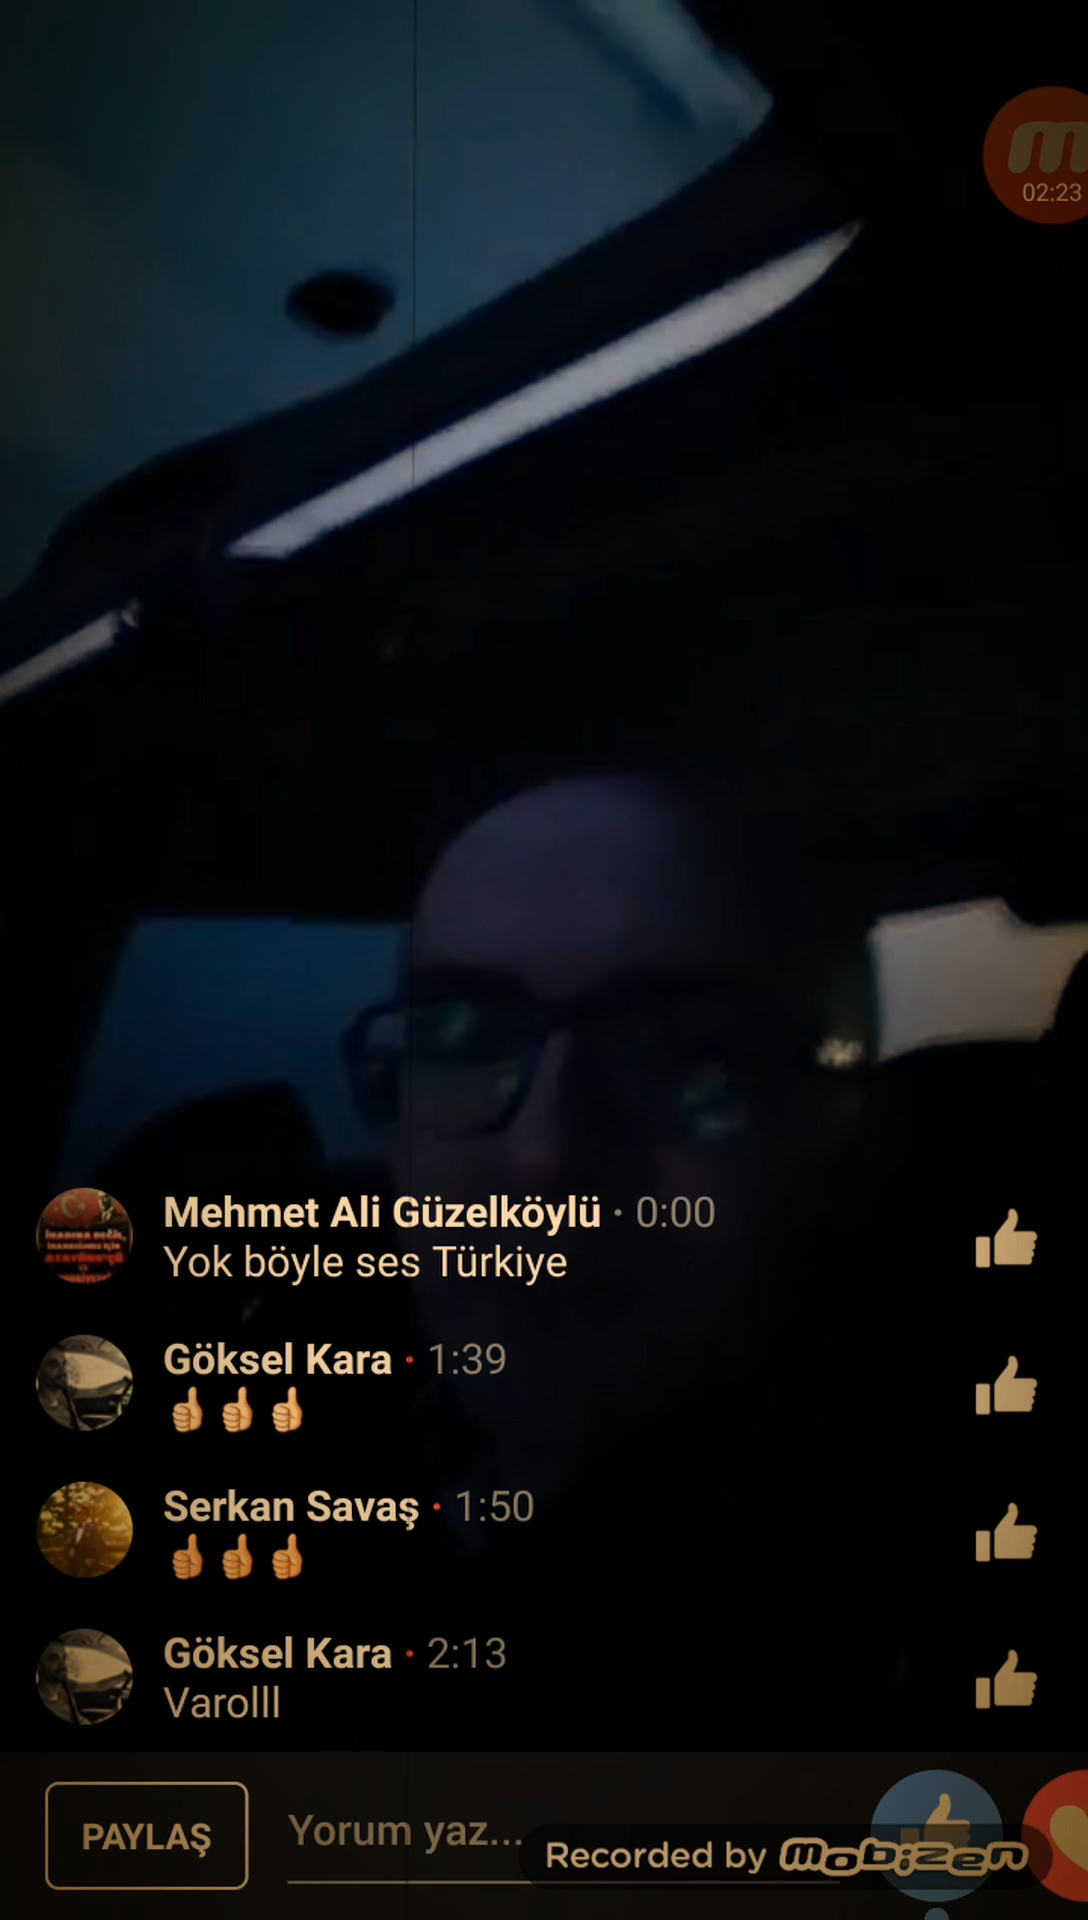 m
02:23
Mehmet Ali Güzelköylü · 0:00
Yok böyle ses Türkiye
Göksel Kara · 1:39
👍👍👍
Serkan Savaş · 1:50
👍👍👍
Göksel Kara · 2:13
Varolll
PAYLAŞ
Yorum yaz...
Recorded by mobizen